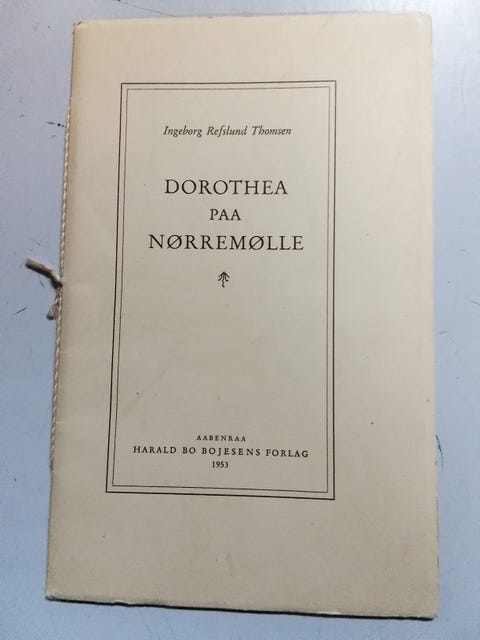 Ingeborg Refslund Thomsen
DOROTHEA
PAA
NØRREMØLLE
AABENRAA
HARALD BO BOJESENS FORLAG
1953